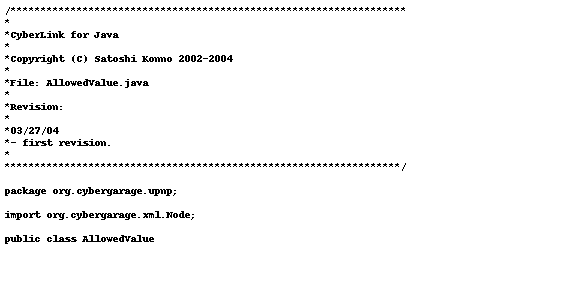 /******************************************************************
*
*CyberLink for Java
*
*Copyright (C) Satoshi Konno 2002-2004
*
*File: AllowedValue.java
*
*Revision:
*
*03/27/04
*- first revision.
*
******************************************************************/
package org.cybergarage.upnp;
import org.cybergarage.xml.Node;
public class AllowedValue